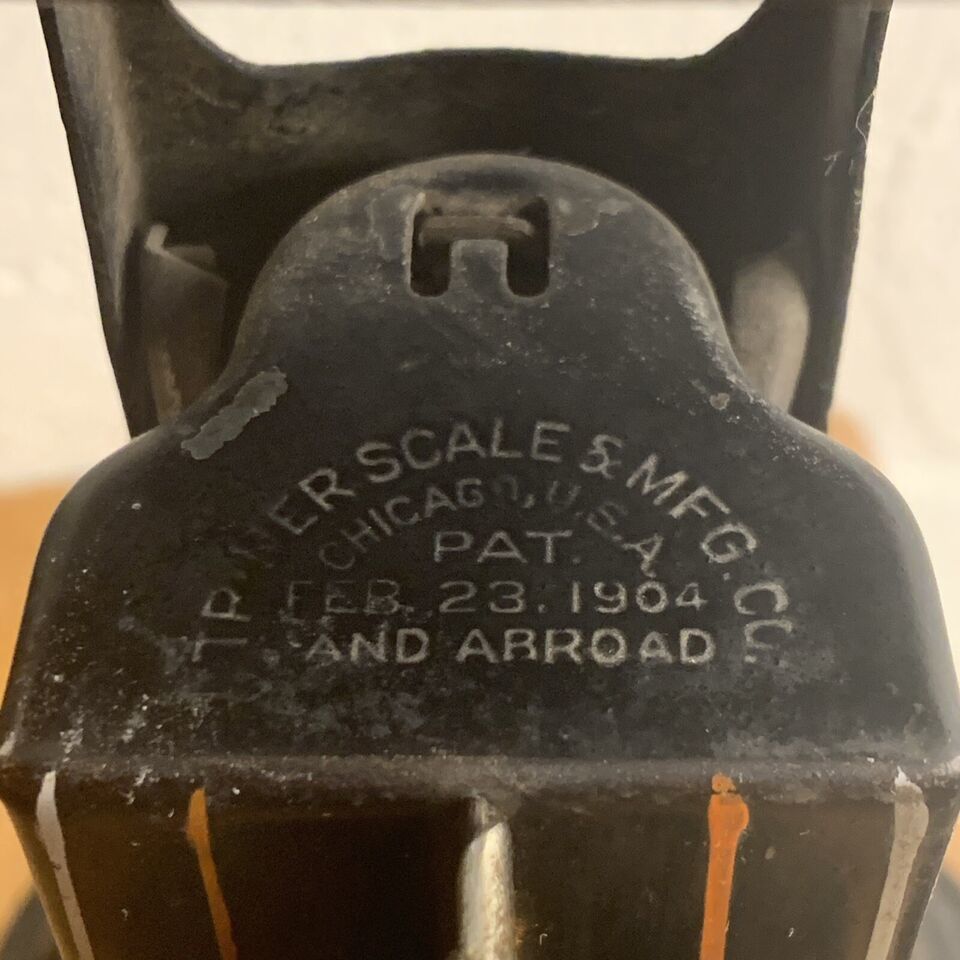 SCALE & MFG. CO.
CHICAGO, U.S.A.
PAT.
FEB. 23. 1904
AND ABROAD